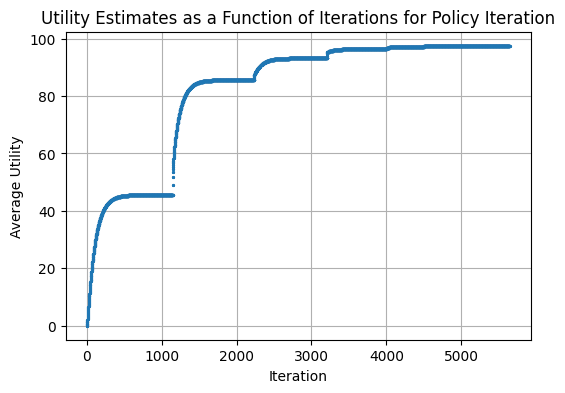 Utility Estimates as a Function of Iterations for Policy Iteration
100
80
60
40
20
0
Average Utility
0 1000 2000 3000 4000 5000
Iteration